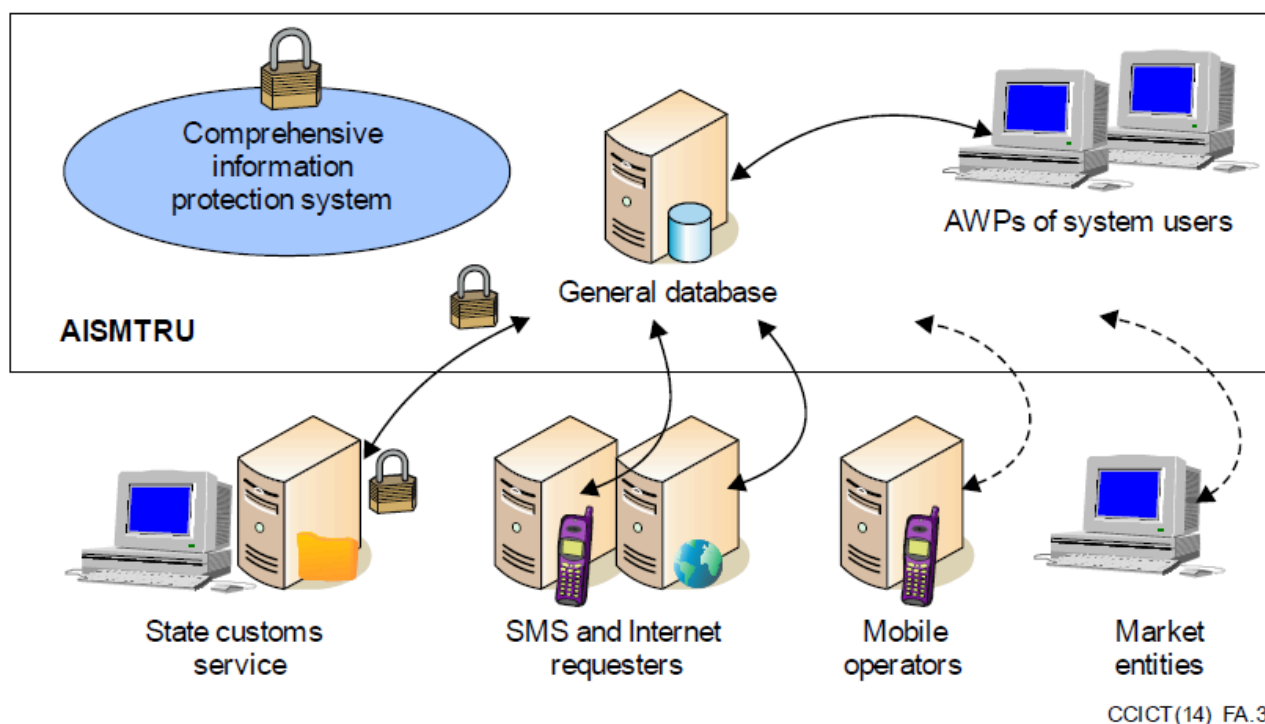 Comprehensive
information
protection system
AWPs of system users
General database
AISMTRU
State customs
service
SMS and Internet
requesters
Mobile
operators
Market
entities
CCICT(14)_FA.3